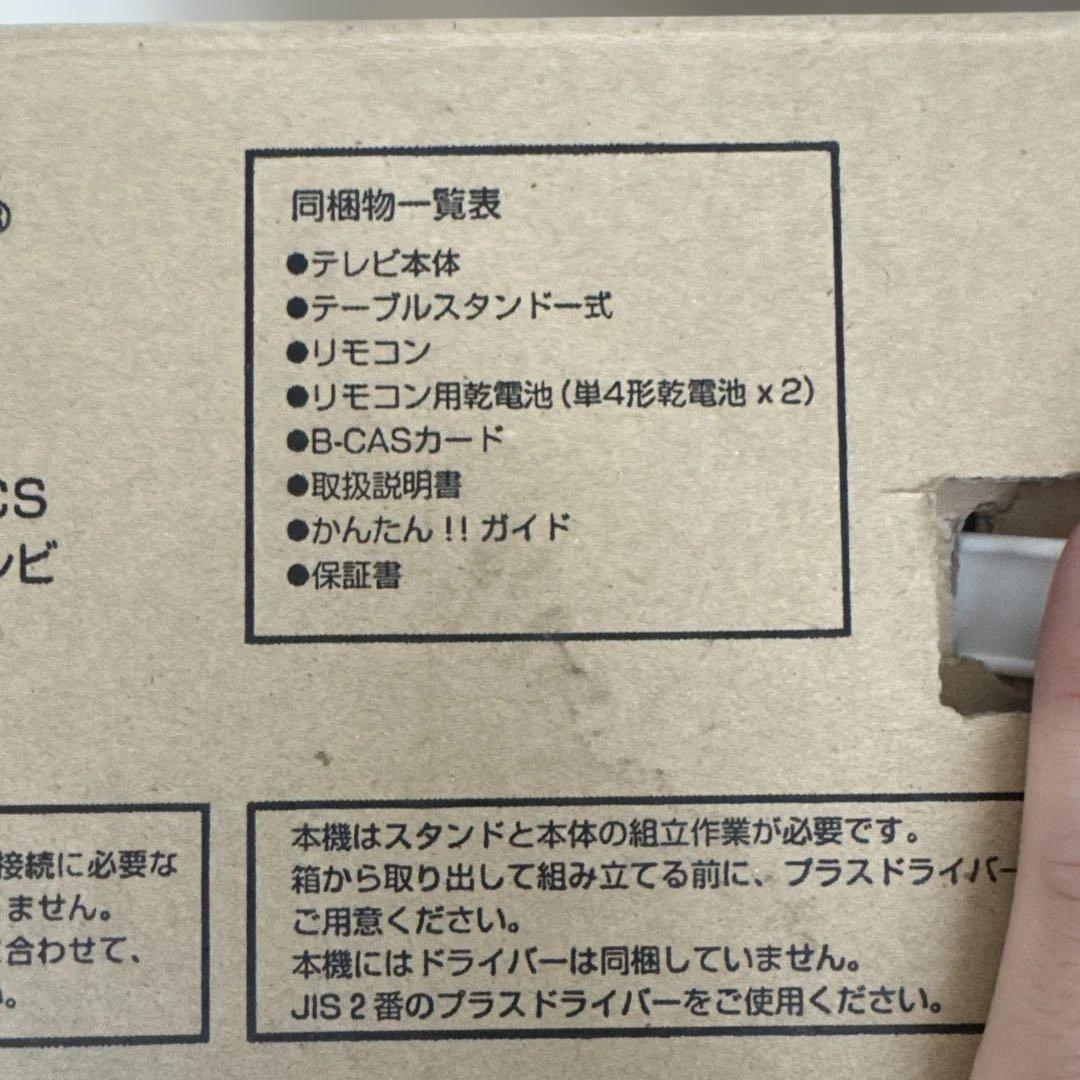 ®
同梱物一覧表
●テレビ本体
●テーブルスタンド一式
●リモコン
●リモコン用乾電池(単4形乾電池 x 2)
●B-CASカード
●取扱説明書
●かんたん!! ガイド
●保証書
CS
レビ
接続に必要な
ません。
合わせて、
本機はスタンドと本体の組立作業が必要です。
箱から取り出して組み立てる前に、プラスドライバー
ご用意ください。
本機にはドライバーは同梱していません。
JIS 2 番のプラスドライバーをご使用ください。